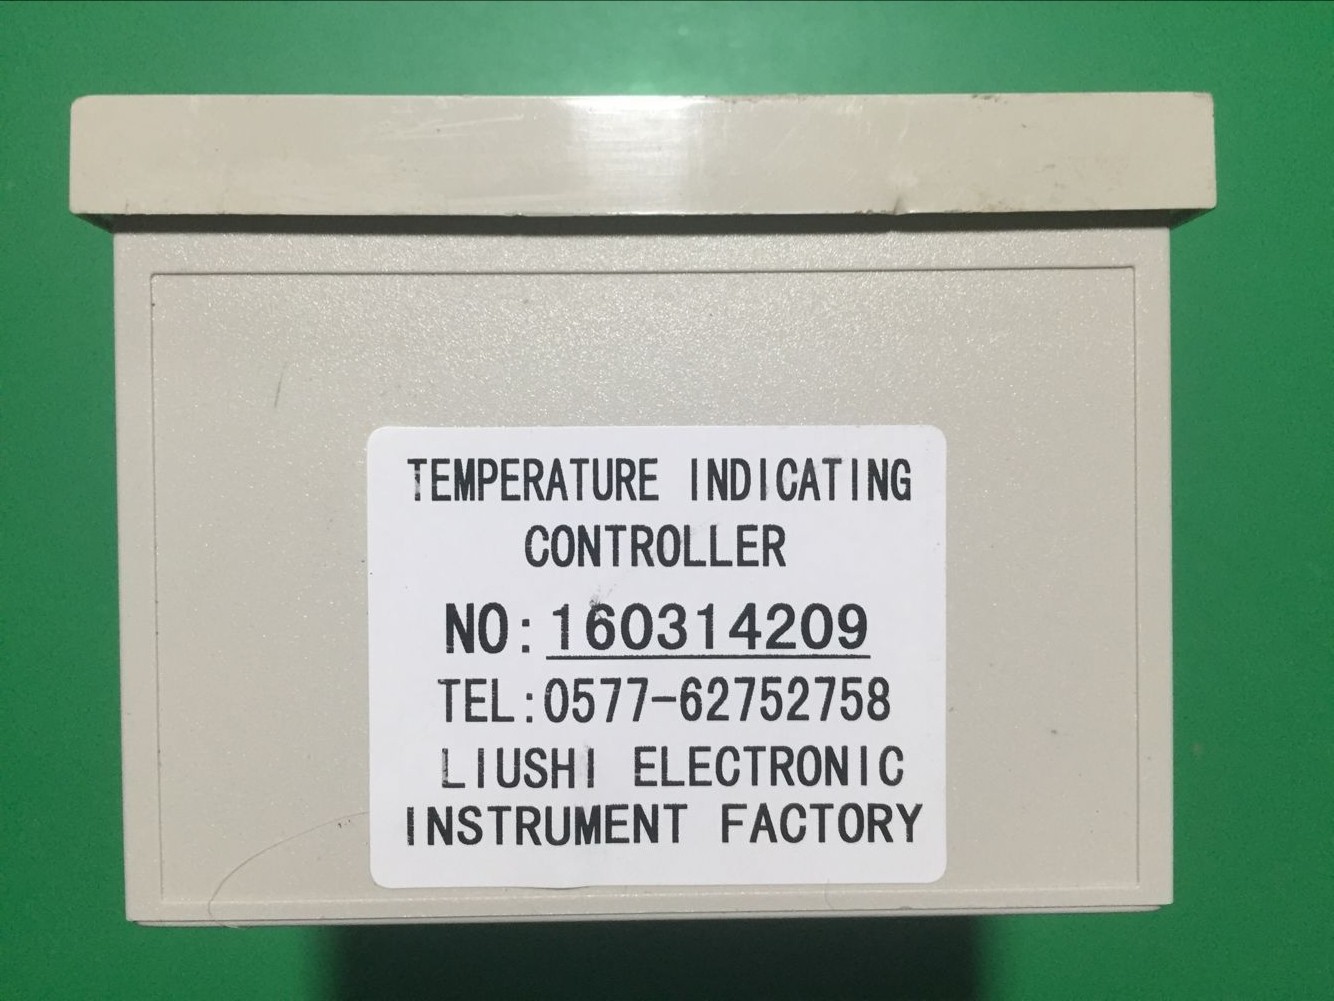 TEMPERATURE INDICATING
CONTROLLER
NO:160314209
TEL:0577-62752758
LIUSHI ELECTRONIC
INSTRUMENT FACTORY